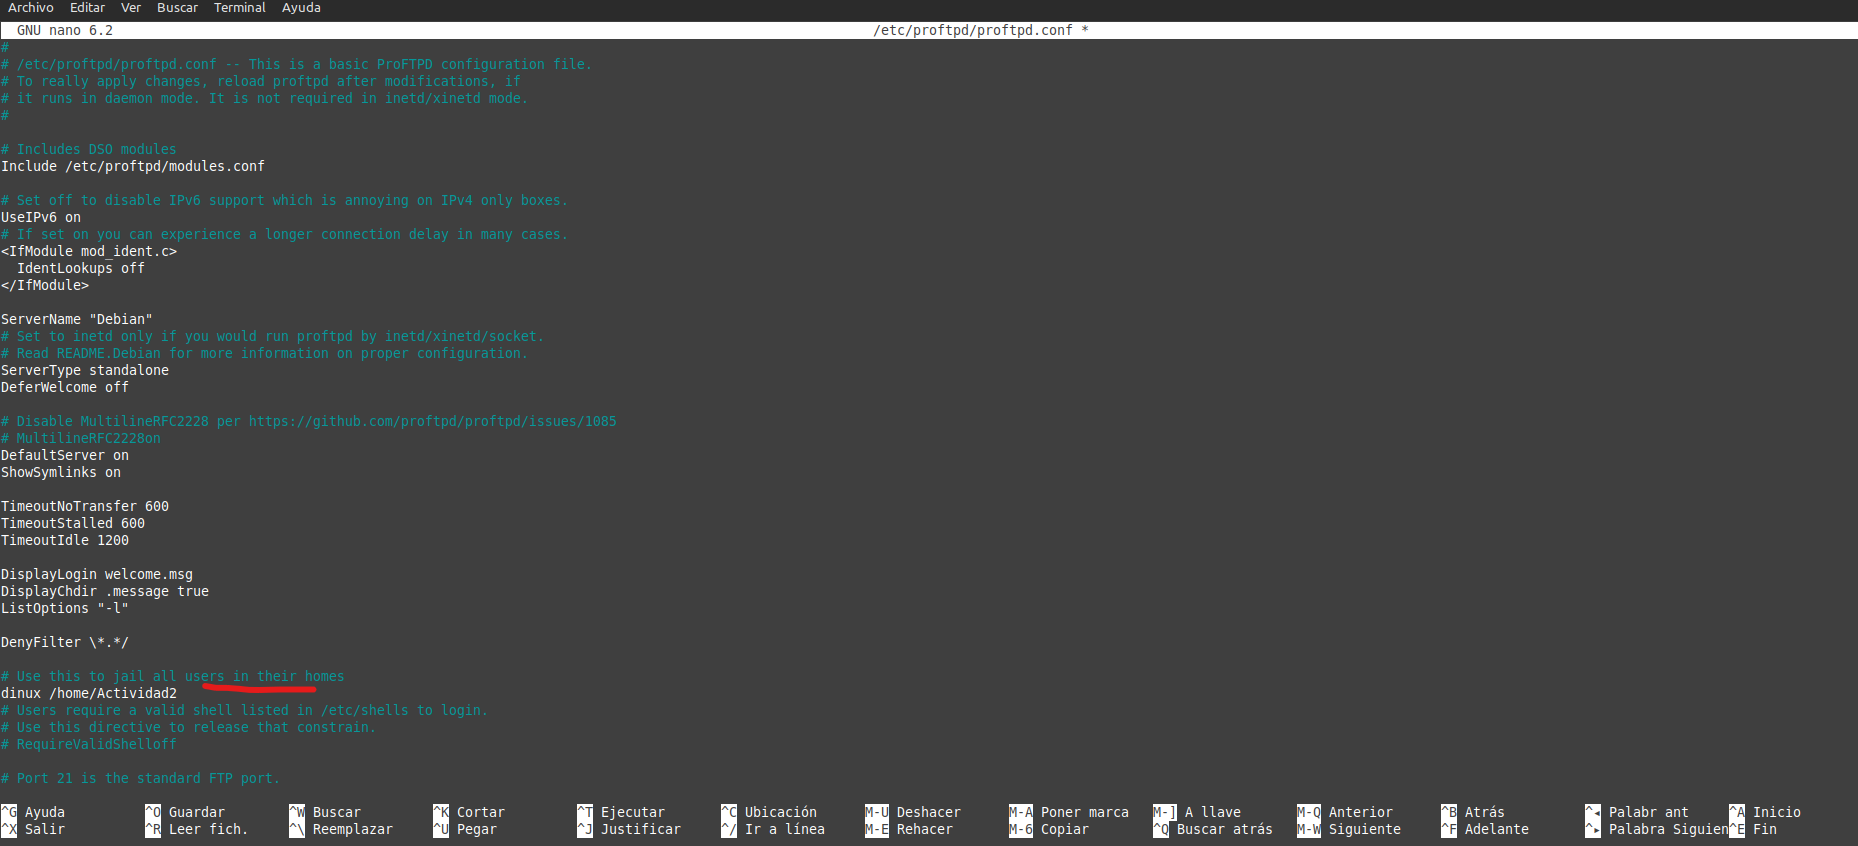 Archivo Editar Ver Buscar Terminal Ayuda
GNU nano 6.2 /etc/proftpd/proftpd.conf *
#
# /etc/proftpd/proftpd.conf -- This is a basic ProFTPD configuration file.
# To really apply changes, reload proftpd after modifications, if
# it runs in daemon mode. It is not required in inetd/xinetd mode.
#
# Includes DSO modules
Include /etc/proftpd/modules.conf
# Set off to disable IPv6 support which is annoying on IPv4 only boxes.
UseIPv6 on
# If set on you can experience a longer connection delay in many cases.
<IfModule mod_ident.c>
  IdentLookups off
</IfModule>
ServerName "Debian"
# Set to inetd only if you would run proftpd by inetd/xinetd/socket.
# Read README.Debian for more information on proper configuration.
ServerType standalone
DeferWelcome off
# Disable MultilineRFC2228 per https://github.com/proftpd/proftpd/issues/1085
# MultilineRFC2228on
DefaultServer on
ShowSymlinks on
TimeoutNoTransfer 600
TimeoutStalled 600
TimeoutIdle 1200
DisplayLogin welcome.msg
DisplayChdir .message true
ListOptions "-l"
DenyFilter \*.*/
# Use this to jail all users in their homes
dinux /home/Actividad2
# Users require a valid shell listed in /etc/shells to login.
# Use this directive to release that constrain.
# RequireValidShelloff
# Port 21 is the standard FTP port.
^G Ayuda ^O Guardar ^W Buscar ^K Cortar ^T Ejecutar ^C Ubicación M-U Deshacer M-A Poner marca M-] A llave M-Q Anterior ^B Atrás ^◂ Palabr ant ^A Inicio
^X Salir ^R Leer fich. ^\ Reemplazar ^U Pegar ^J Justificar ^/ Ir a línea M-E Rehacer M-6 Copiar ^Q Buscar atrás M-W Siguiente ^F Adelante ^▸ Palabra Siguien ^E Fin